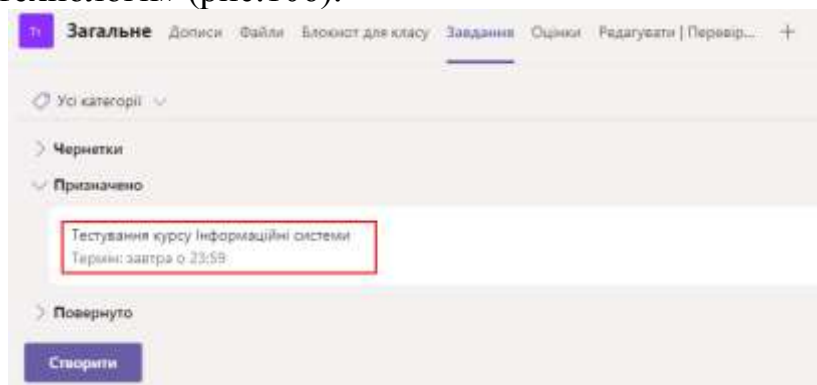 технології» (рис.106).
Загальне Дописи Файли Блокнот для класу Завдання Оцінки Редагувати | Перевір... +
Усі категорії
Чернетки
Призначено
Тестування курсу Інформаційні системи
Термін: завтра о 23:59
Повернуто
Створити